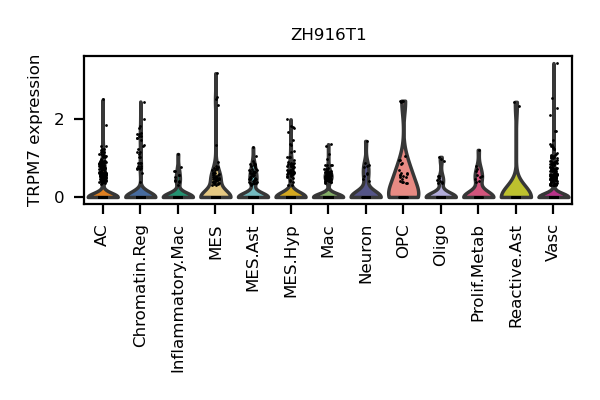 ZH916T1
TRPM7 expression
2
0
AC
Chromatin.Reg
Inflammatory.Mac
MES
MES.Ast
MES.Hyp
Mac
Neuron
OPC
Oligo
Prolif.Metab
Reactive.Ast
Vasc